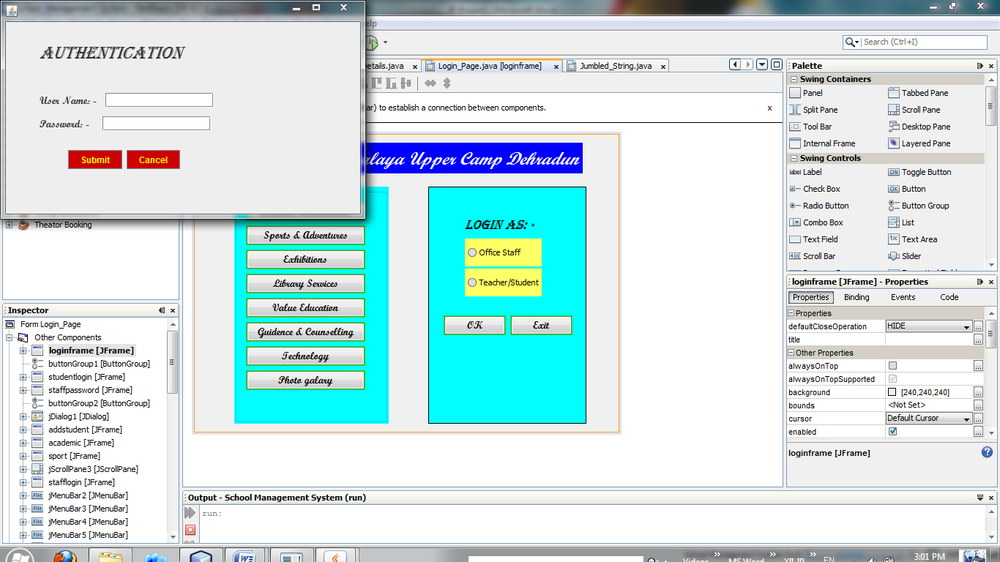 AUTHENTICATION
User Name: -
Password: -
Submit Cancel
elp
Search (Ctrl+I)
etails.java
Login_Page.java [loginframe]
Jumbled_String.java
ar) to establish a connection between components. x
alaya Upper Camp Dehradun
Sports & Adventures
Exhibitions
Library Services
Value Education
Guidence & Counselling
Technology
Photo galary
LOGIN AS: -
Office Staff
Teacher/Student
OK Exit
Theator Booking
Inspector
Form Login_Page
Other Components
loginframe [JFrame]
buttonGroup1 [ButtonGroup]
studentlogin [JFrame]
staffpassword [JFrame]
buttonGroup2 [ButtonGroup]
jDialog1 [JDialog]
addstudent [JFrame]
academic [JFrame]
sport [JFrame]
jScrollPane3 [JScrollPane]
stafflogin [JFrame]
jMenuBar2 [JMenuBar]
jMenuBar3 [JMenuBar]
jMenuBar4 [JMenuBar]
jMenuBar5 [JMenuBar]
Palette
Swing Containers
Panel Tabbed Pane
Split Pane Scroll Pane
Tool Bar Desktop Pane
Internal Frame Layered Pane
Swing Controls
Label Toggle Button
Check Box Button
Radio Button Button Group
Combo Box List
Text Field Text Area
Scroll Bar Slider
loginframe [JFrame] - Properties
Properties Binding Events Code
Properties
defaultCloseOperation HIDE
title
Other Properties
alwaysOnTop
alwaysOnTopSupported
background [240,240,240]
bounds <Not Set>
cursor Default Cursor
enabled
loginframe [JFrame]
Output - School Management System (run)
run:
Videos MS Word XII IP EN 3:01 PM